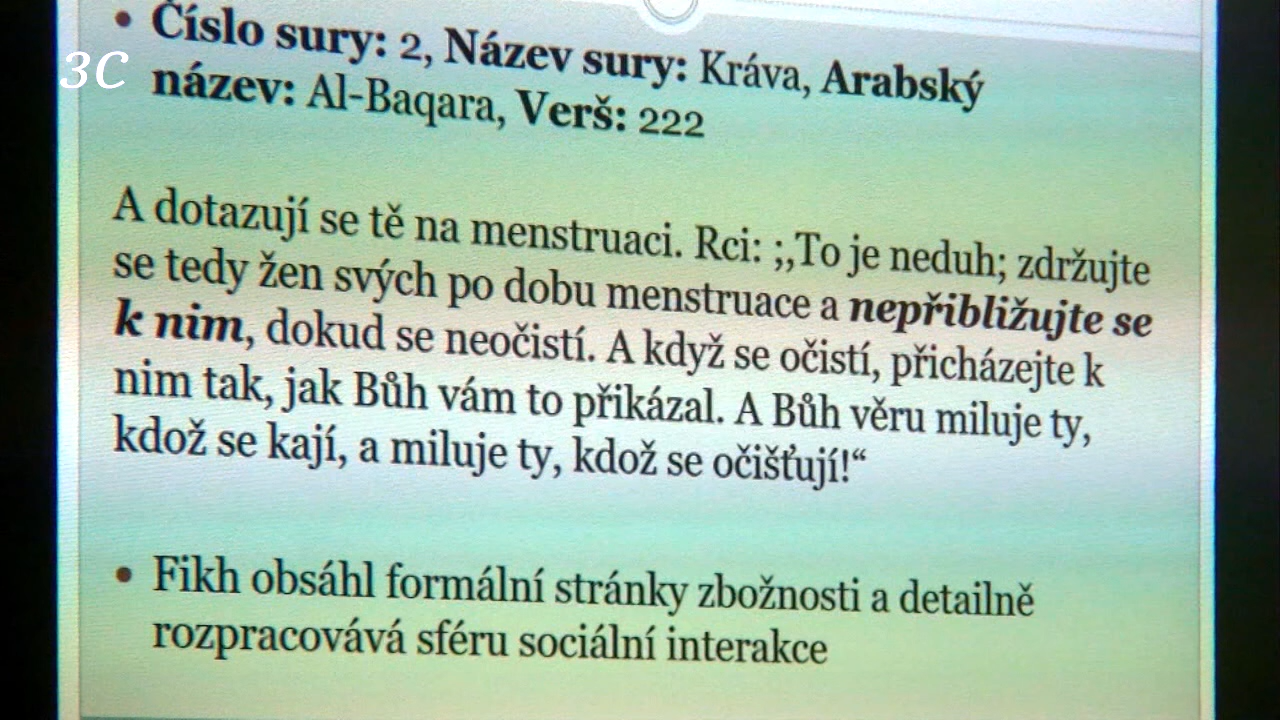 • Číslo sury: 2, Název sury: Kráva, Arabský
3C
název: Al-Baqara, Verš: 222
A dotazují se tě na menstruaci. Rci: ;,To je neduh; zdržujte
se tedy žen svých po dobu menstruace a nepřibližujte se
k nim, dokud se neočistí. A když se očistí, přicházejte k
nim tak, jak Bůh vám to přikázal. A Bůh věru miluje ty,
kdož se kají, a miluje ty, kdož se očišťují!“
• Fikh obsáhl formální stránky zbožnosti a detailně
rozpracovává sféru sociální interakce